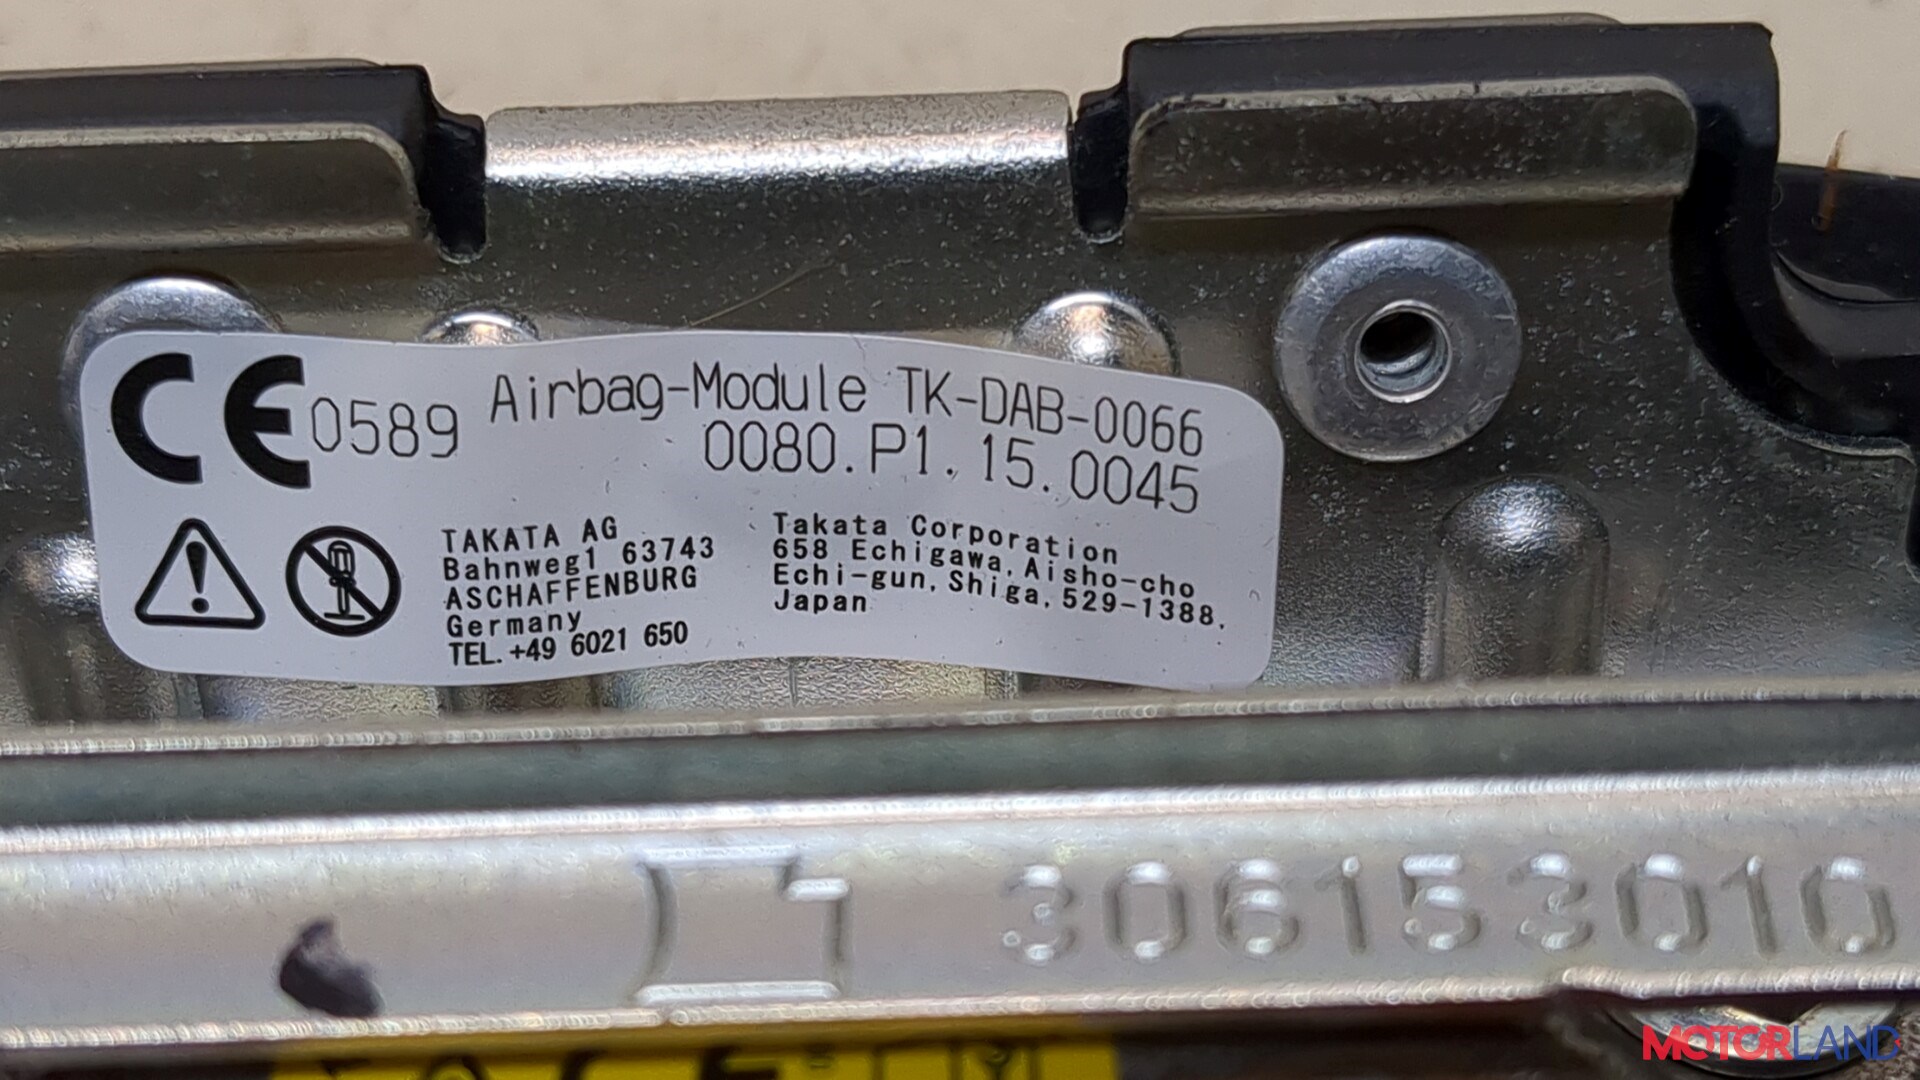 CE 0589 Airbag-Module TK-DAB-0066
0080.P1.15.0045
TAKATA AG
Bahnweg1 63743
ASCHAFFENBURG
Germany
TEL. +49 6021 650
Takata Corporation
658 Echigawa, Aisho-cho
Echi-gun, Shiga, 529-1388,
Japan
306153010
MOTORLAND